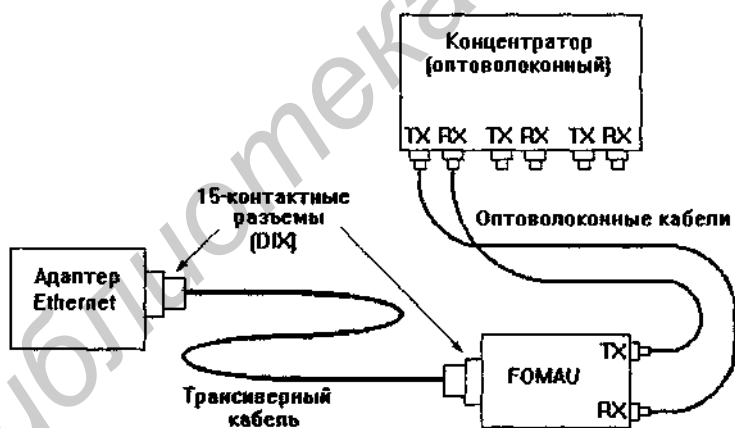 Концентратор
(оптоволоконный)
TX RX TX RX TX RX
15-контактные
разъемы
(DIX)
Оптоволоконные кабели
Адаптер
Ethernet
TX
FOMAU
RX
Трансиверный
кабель
библиотека